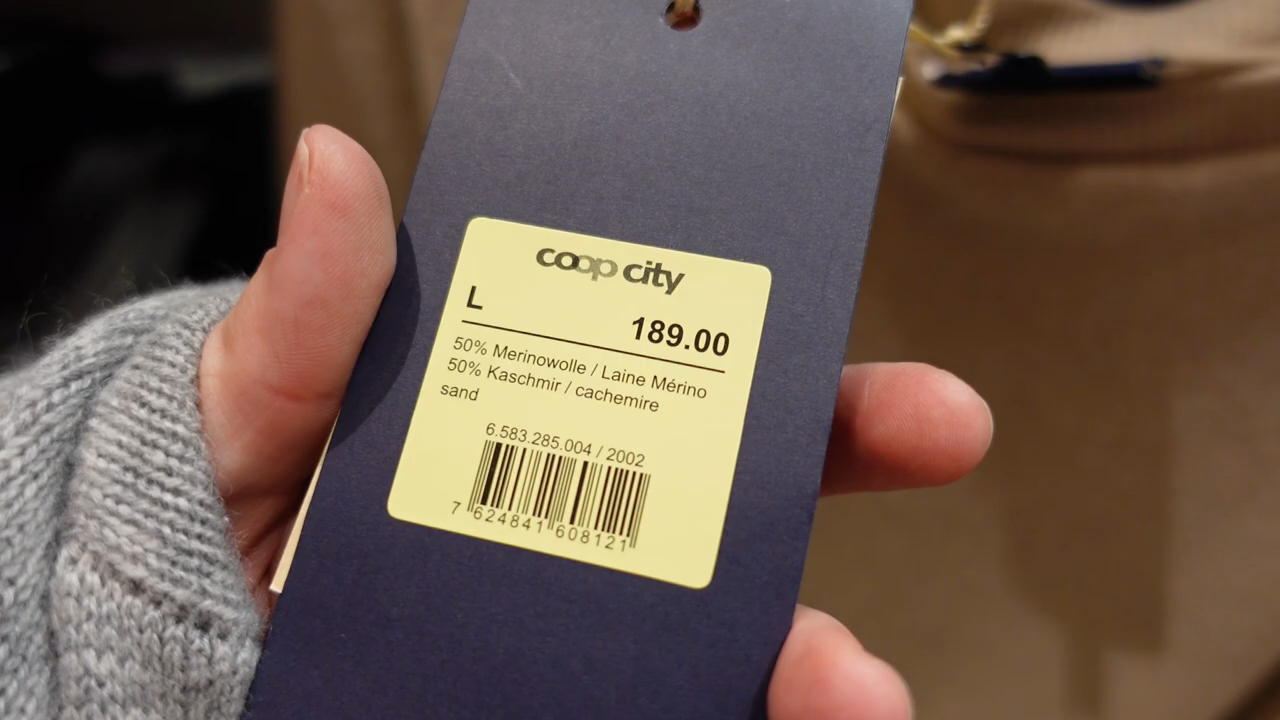 coop city
L 189.00
50% Merinowolle / Laine Mérino
50% Kaschmir / cachemire
sand
6.583.285.004 / 2002
7 624841 608121